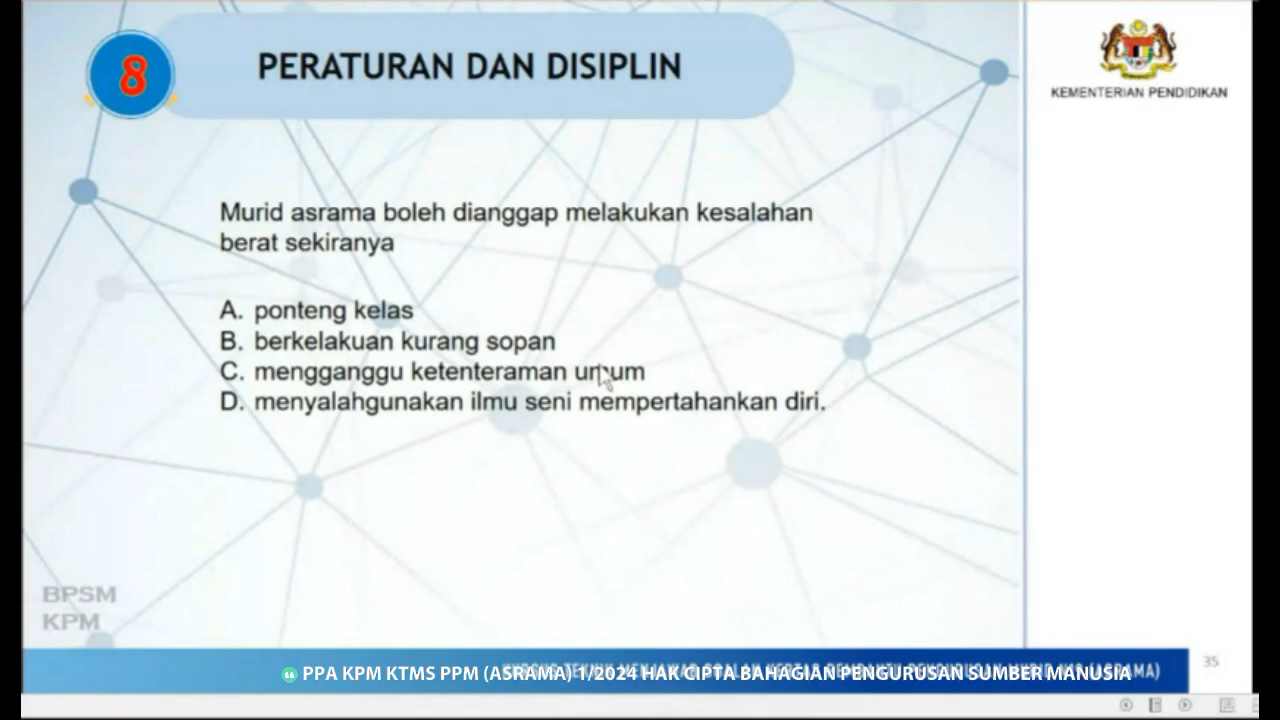 8
PERATURAN DAN DISIPLIN
KEMENTERIAN PENDIDIKAN
Murid asrama boleh dianggap melakukan kesalahan
berat sekiranya
A. ponteng kelas
B. berkelakuan kurang sopan
C. mengganggu ketenteraman umum
D. menyalahgunakan ilmu seni mempertahankan diri.
BPSM
KPM
PPA KPM KTMS PPM (ASRAMA) 1/2024 HAK CIPTA BAHAGIAN PENGURUSAN SUMBER MANUSIA
35